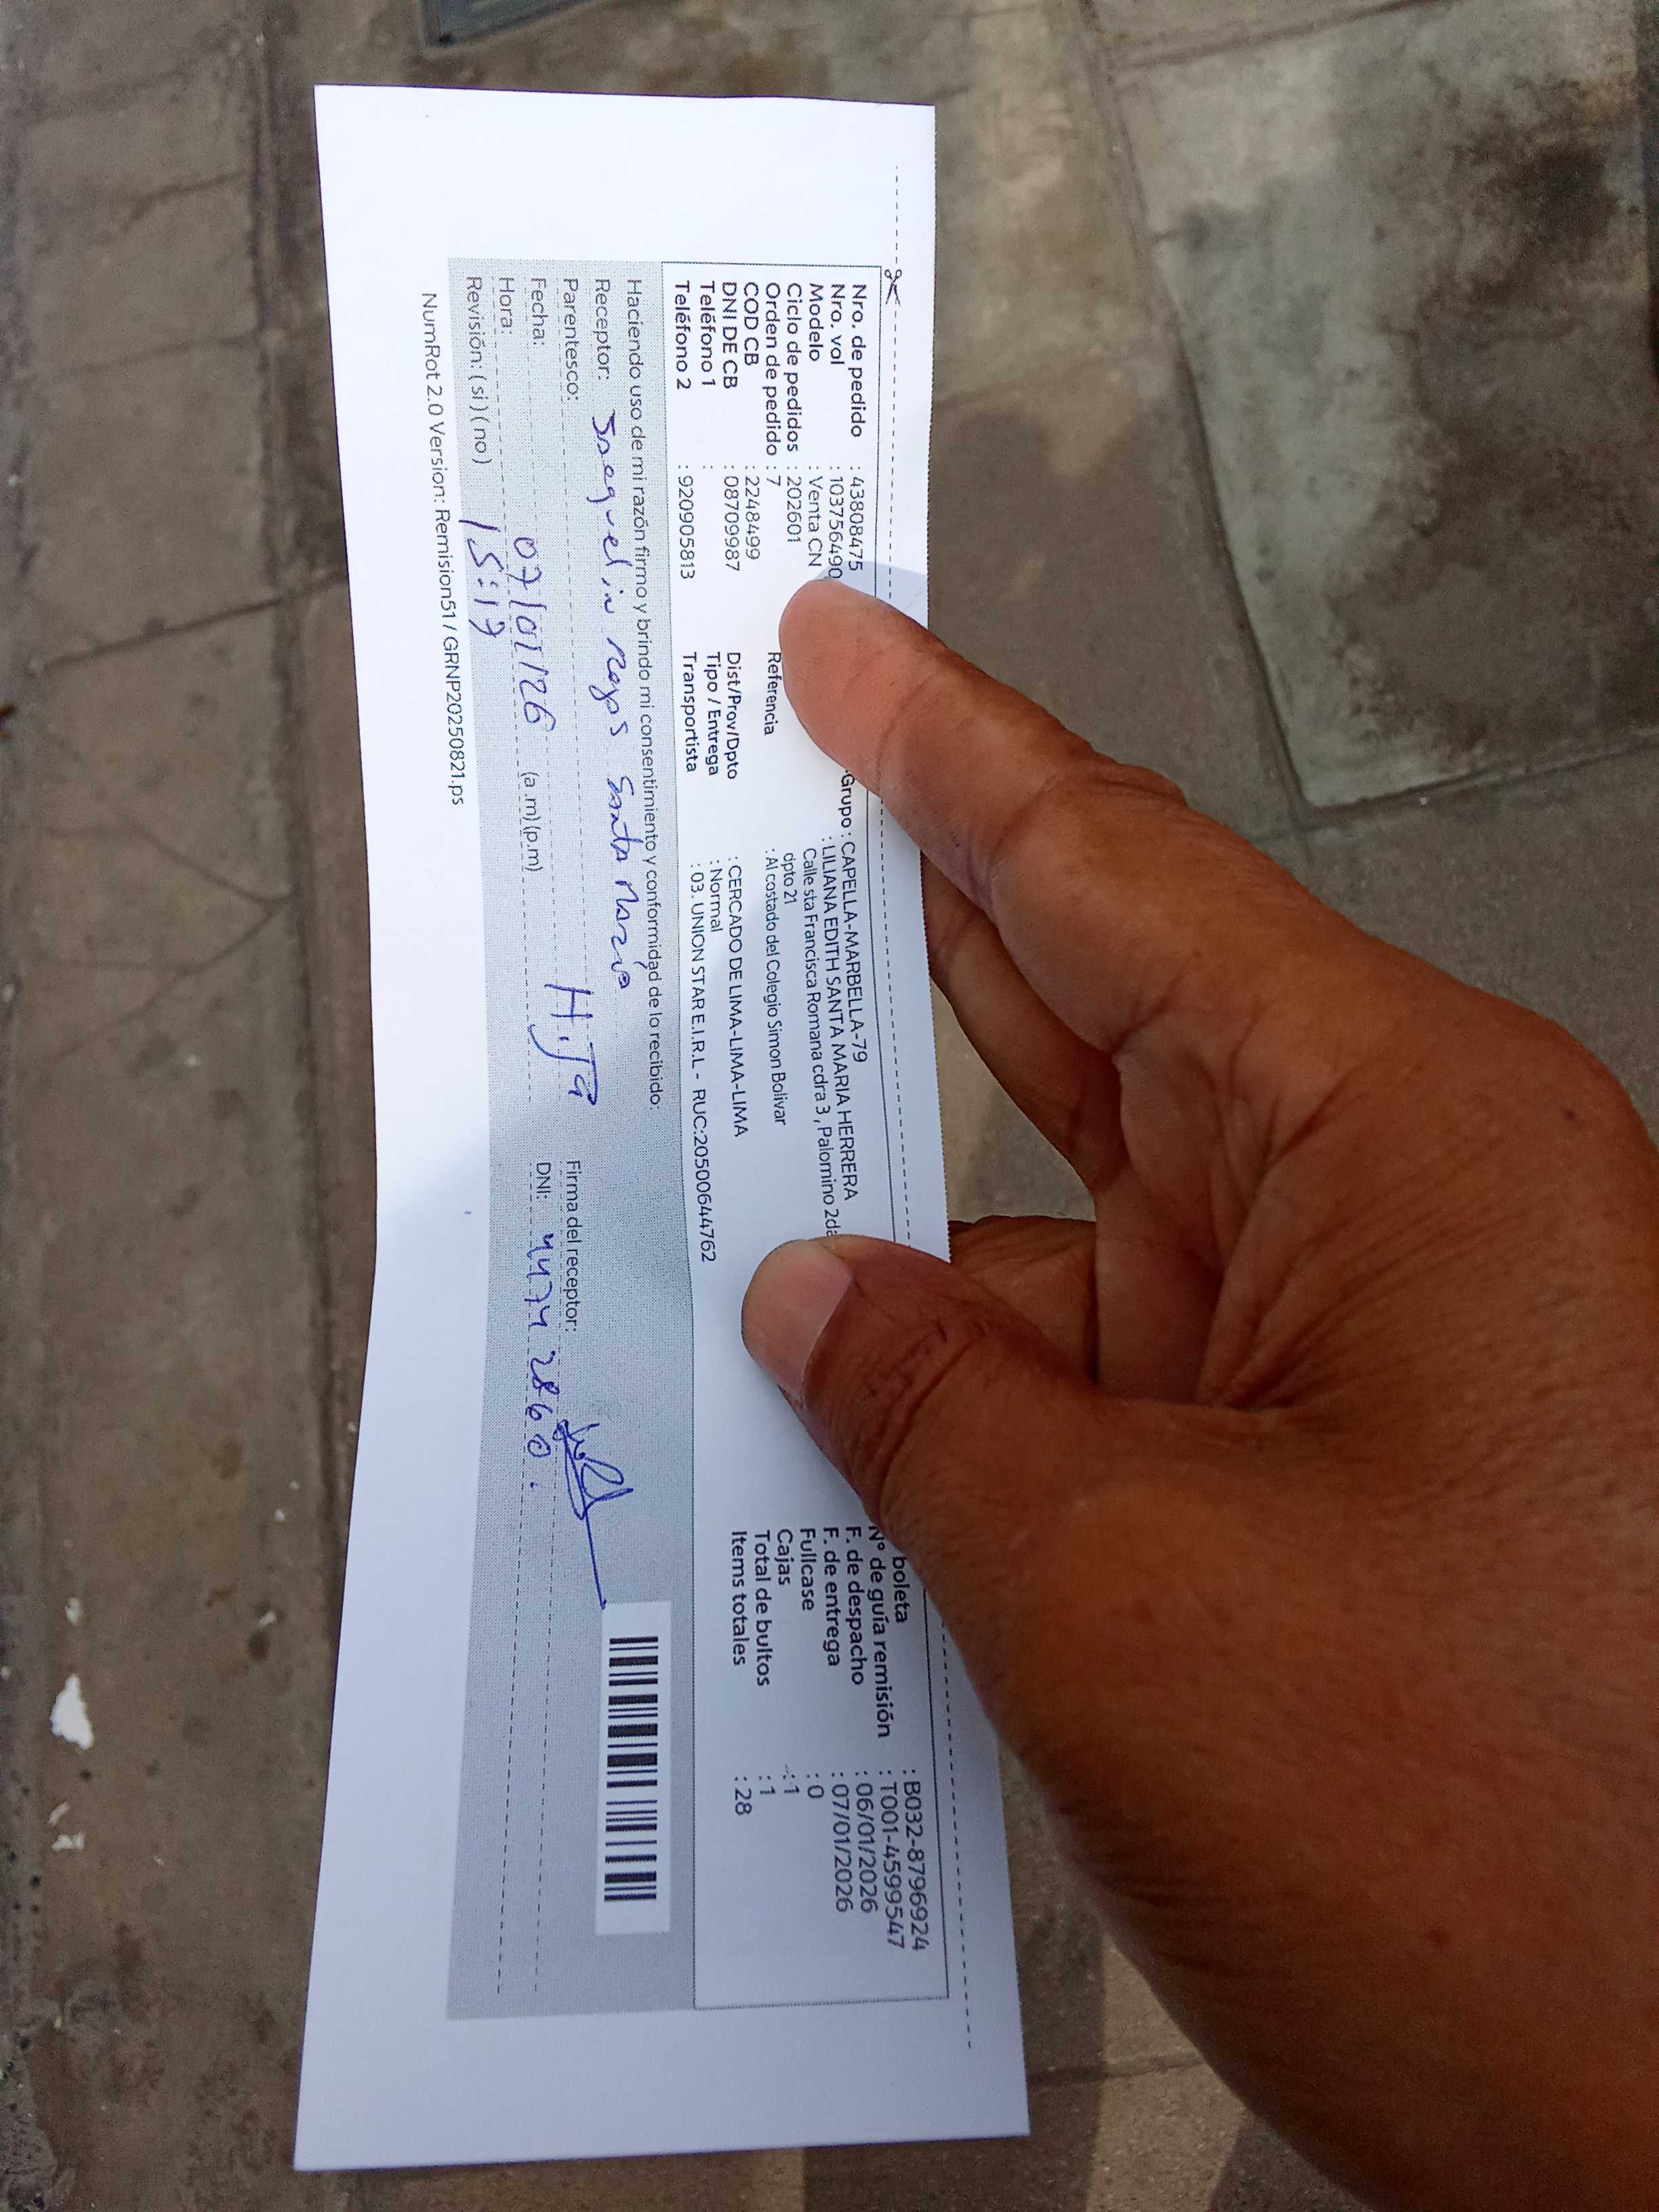 Nro. de pedido : 43808475
Nro. vol : 103756490
Modelo : Venta CN
Ciclo de pedidos : 202601
Orden de pedido : 7
COD CB : 2248499
DNI DE CB : 08709987
Teléfono 1 :
Teléfono 2 : 920905813
Grupo : CAPELLA-MARBELLA-79
: LILIANA EDITH SANTA MARIA HERRERA
Calle sta Francisca Romana cdra 3 , Palomino 2da
dpto 21
Referencia : Al costado del Colegio Simon Bolivar
Dist/Prov/Dpto : CERCADO DE LIMA-LIMA-LIMA
Tipo / Entrega : Normal
Transportista : 03. UNION STAR E.I.R.L - RUC:20500644762
boleta : B032-8796924
N° de guía remisión : T001-4599547
F. de despacho : 06/01/2026
F. de entrega : 07/01/2026
Fullcase : 0
Cajas : 1
Total de bultos : 1
Items totales : 28
Haciendo uso de mi razón firmo y brindo mi consentimiento y conformidad de lo recibido:
Receptor: Santa Maria
Parentesco: HIJA
Firma del receptor:
Fecha: 07/01/26
DNI: 44742860
Hora: 15:17 (a.m)(p.m)
Revisión: (si) (no)
NumRot 2.0 Version: Remision51 / GRNP20250821.ps